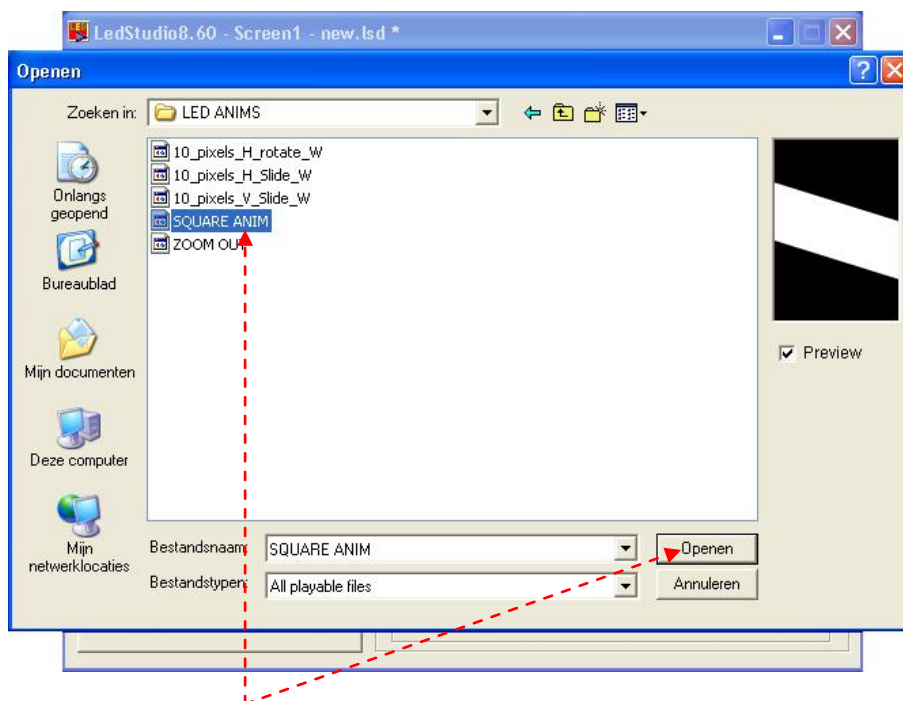 LedStudio8.60 - Screen1 - new.lsd *
Openen
Zoeken in:
LED ANIMS
10_pixels_H_rotate_W
10_pixels_H_Slide_W
10_pixels_V_Slide_W
SQUARE ANIM
ZOOM OUT
Onlangs
geopend
Bureaublad
Mijn documenten
Deze computer
Mijn
netwerklocaties
Preview
Bestandsnaam:
SQUARE ANIM
Openen
Bestandstypen:
All playable files
Annuleren